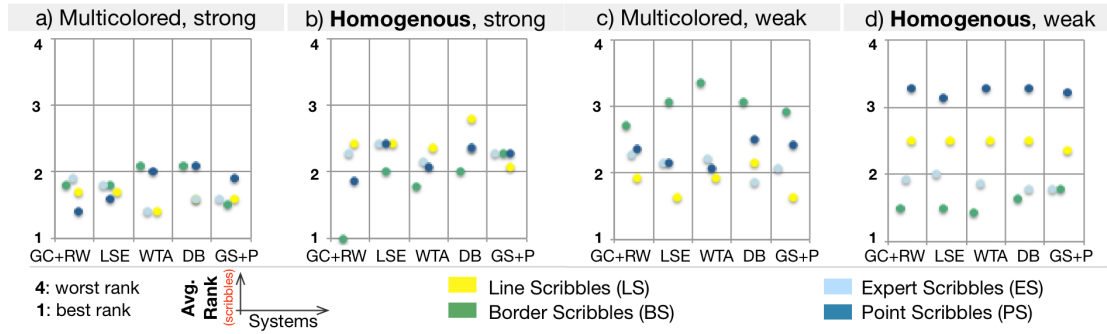 a) Multicolored, strong
b) Homogenous, strong
c) Multicolored, weak
d) Homogenous, weak
4
3
2
1
GC+RW LSE WTA DB GS+P
4
3
2
1
GC+RW LSE WTA DB GS+P
4
3
2
1
GC+RW LSE WTA DB GS+P
4
3
2
1
GC+RW LSE WTA DB GS+P
4: worst rank
1: best rank
Avg.
Rank
(scribbles)
Systems
Line Scribbles (LS)
Border Scribbles (BS)
Expert Scribbles (ES)
Point Scribbles (PS)